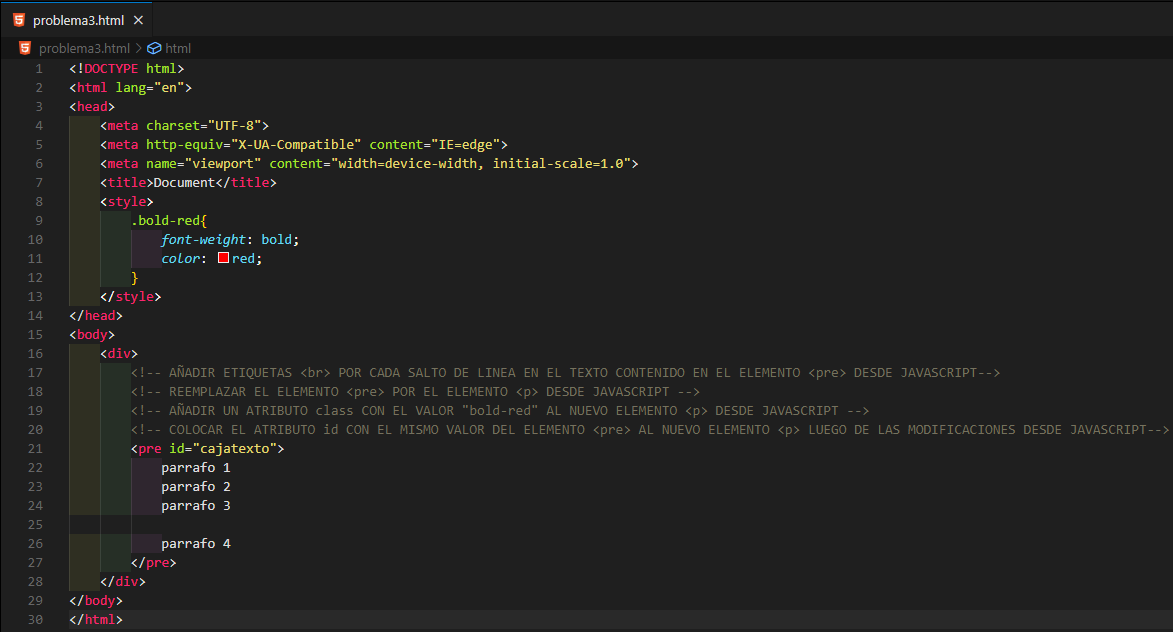 problema3.html
problema3.html > html
1 <!DOCTYPE html>
2 <html lang="en">
3 <head>
4 <meta charset="UTF-8">
5 <meta http-equiv="X-UA-Compatible" content="IE=edge">
6 <meta name="viewport" content="width=device-width, initial-scale=1.0">
7 <title>Document</title>
8 <style>
9 .bold-red{
10 font-weight: bold;
11 color: red;
12 }
13 </style>
14 </head>
15 <body>
16 <div>
17 <!-- AÑADIR ETIQUETAS <br> POR CADA SALTO DE LINEA EN EL TEXTO CONTENIDO EN EL ELEMENTO <pre> DESDE JAVASCRIPT-->
18 <!-- REEMPLAZAR EL ELEMENTO <pre> POR EL ELEMENTO <p> DESDE JAVASCRIPT -->
19 <!-- AÑADIR UN ATRIBUTO class CON EL VALOR "bold-red" AL NUEVO ELEMENTO <p> DESDE JAVASCRIPT -->
20 <!-- COLOCAR EL ATRIBUTO id CON EL MISMO VALOR DEL ELEMENTO <pre> AL NUEVO ELEMENTO <p> LUEGO DE LAS MODIFICACIONES DESDE JAVASCRIPT-->
21 <pre id="cajatexto">
22 parrafo 1
23 parrafo 2
24 parrafo 3
25
26 parrafo 4
27 </pre>
28 </div>
29 </body>
30 </html>